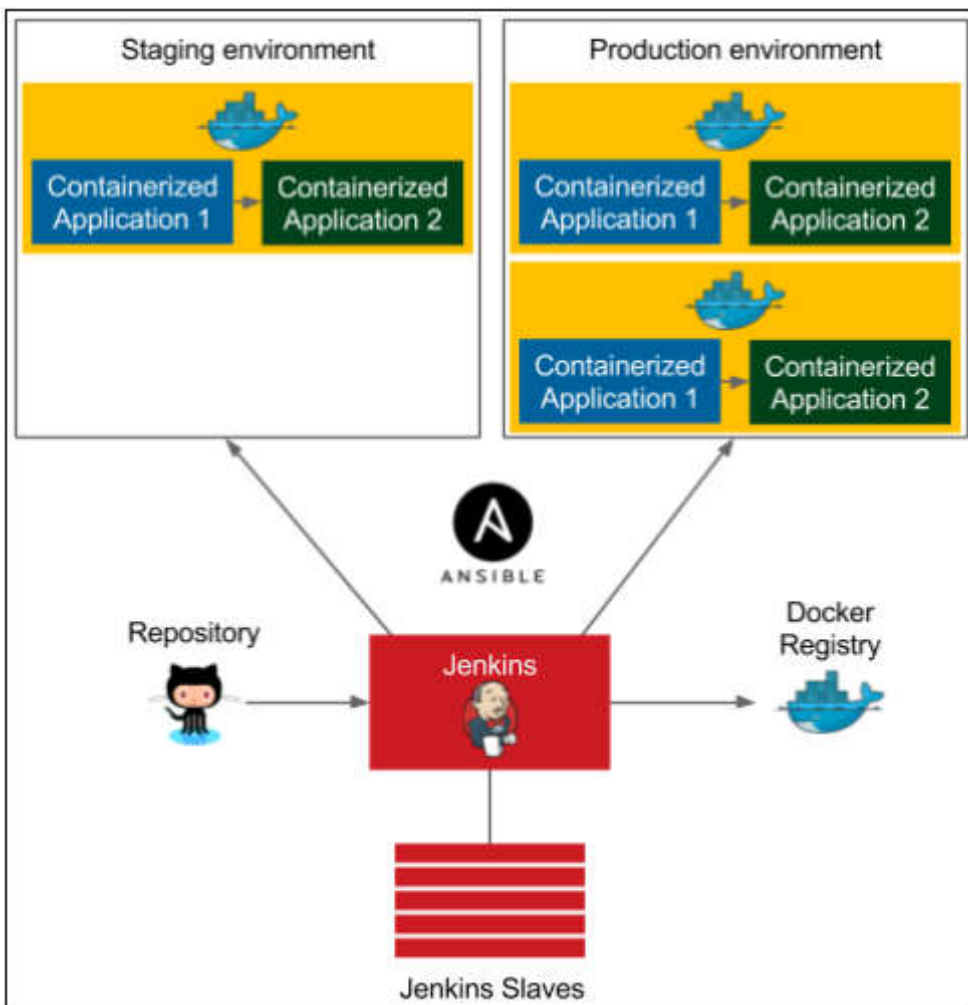 Staging environment
Containerized
Application 1
Containerized
Application 2
Production environment
Containerized
Application 1
Containerized
Application 2
Containerized
Application 1
Containerized
Application 2
ANSIBLE
Repository
Jenkins
Docker
Registry
Jenkins Slaves